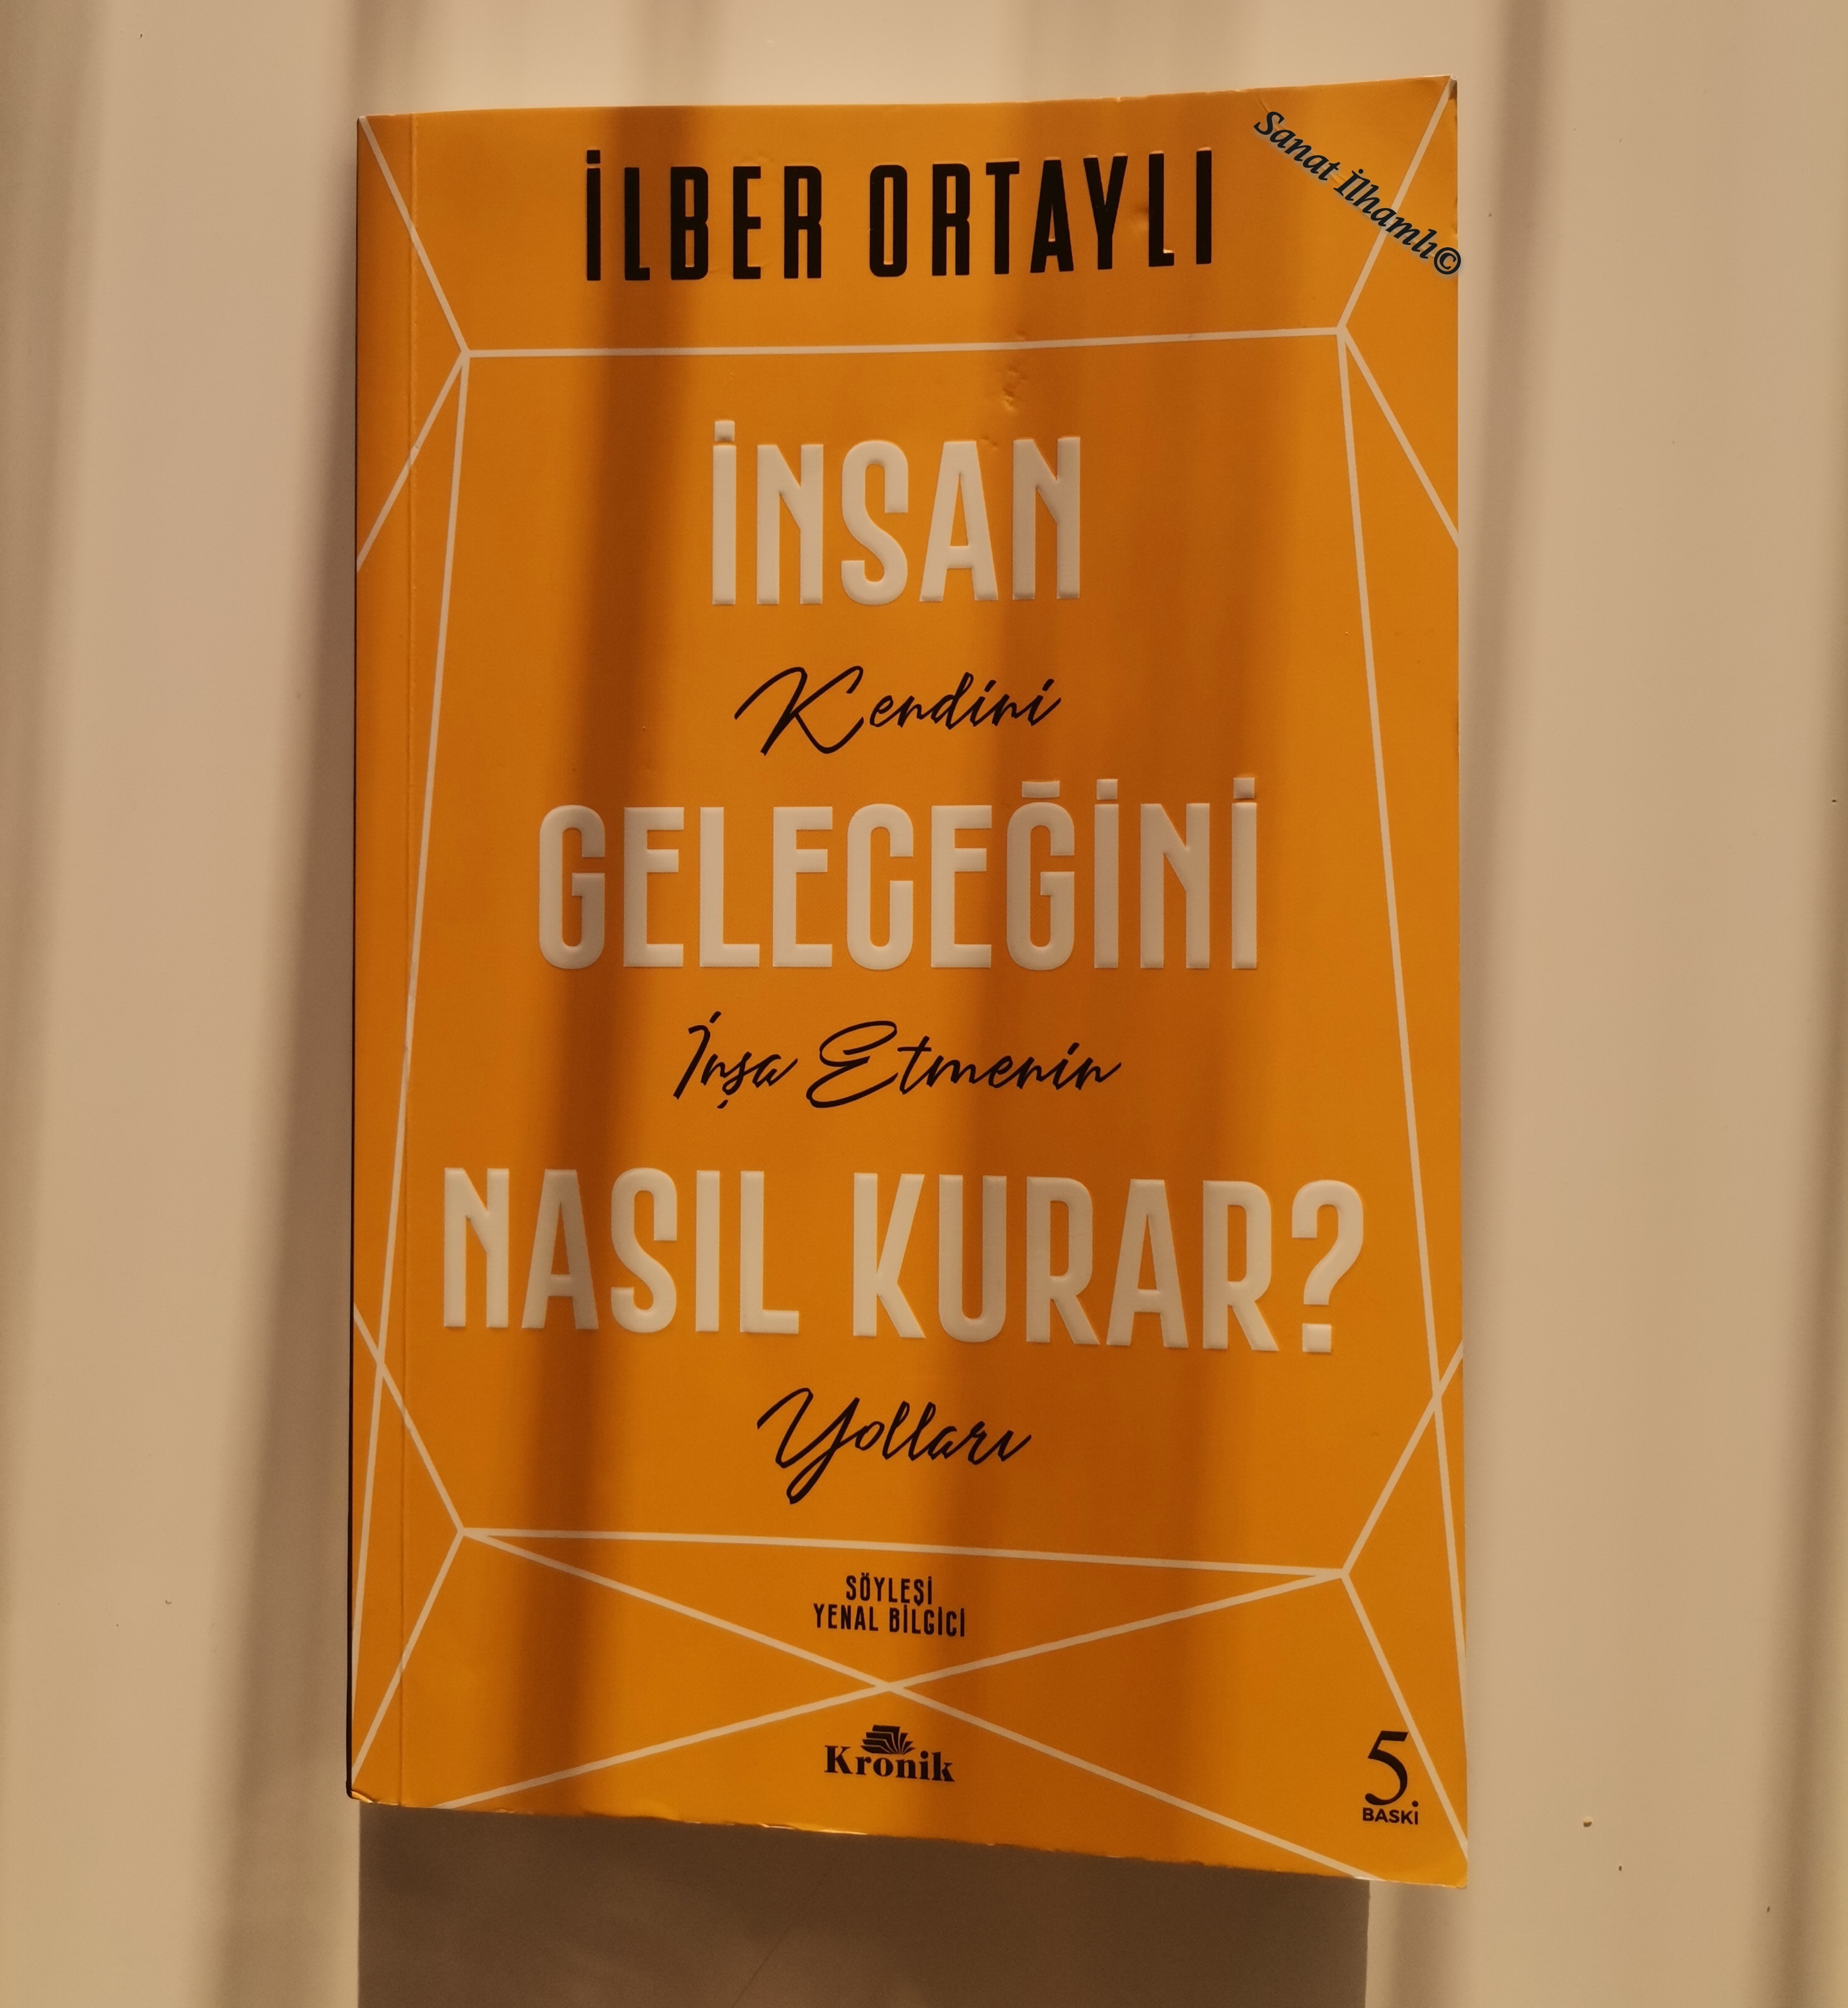 İLBER ORTAYLI
Sanat İlhamlı©
İNSAN
Kendini
GELECEĞİNİ
İnşa Etmenin
NASIL KURAR?
Yolları
SÖYLEŞİ
YENAL BİLGİCİ
Kronik
5.
BASKI